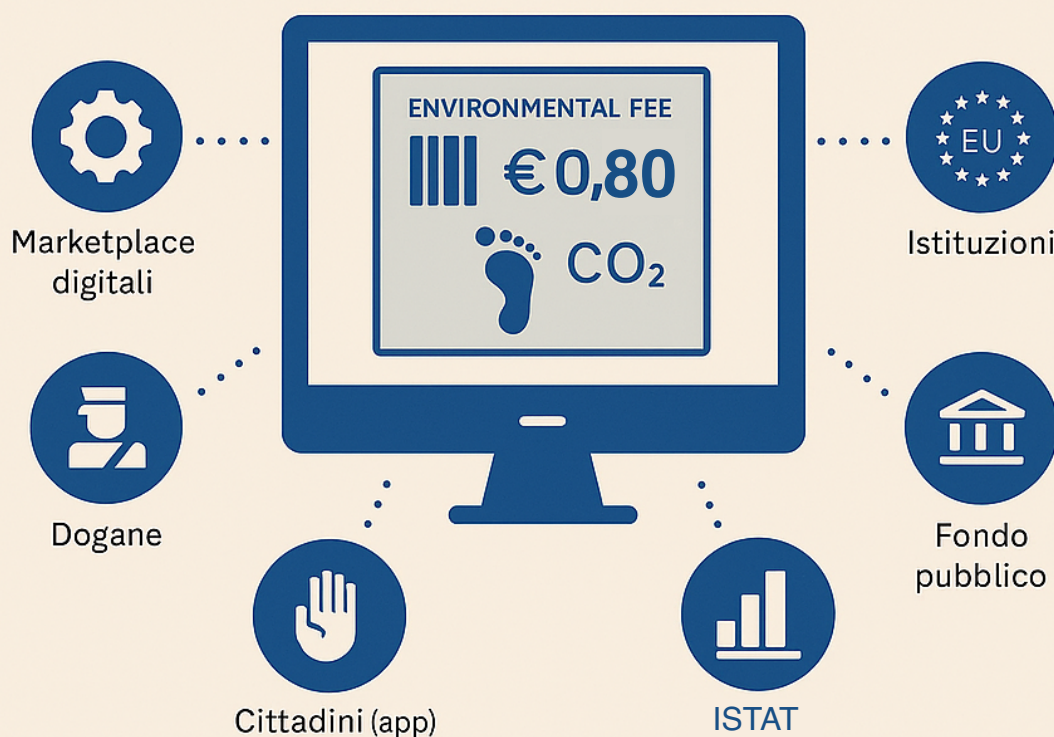 ENVIRONMENTAL FEE
€0,80
CO₂
EU
Marketplace
digitali
Istituzioni
Dogane
Fondo
pubblico
Cittadini (app)
ISTAT